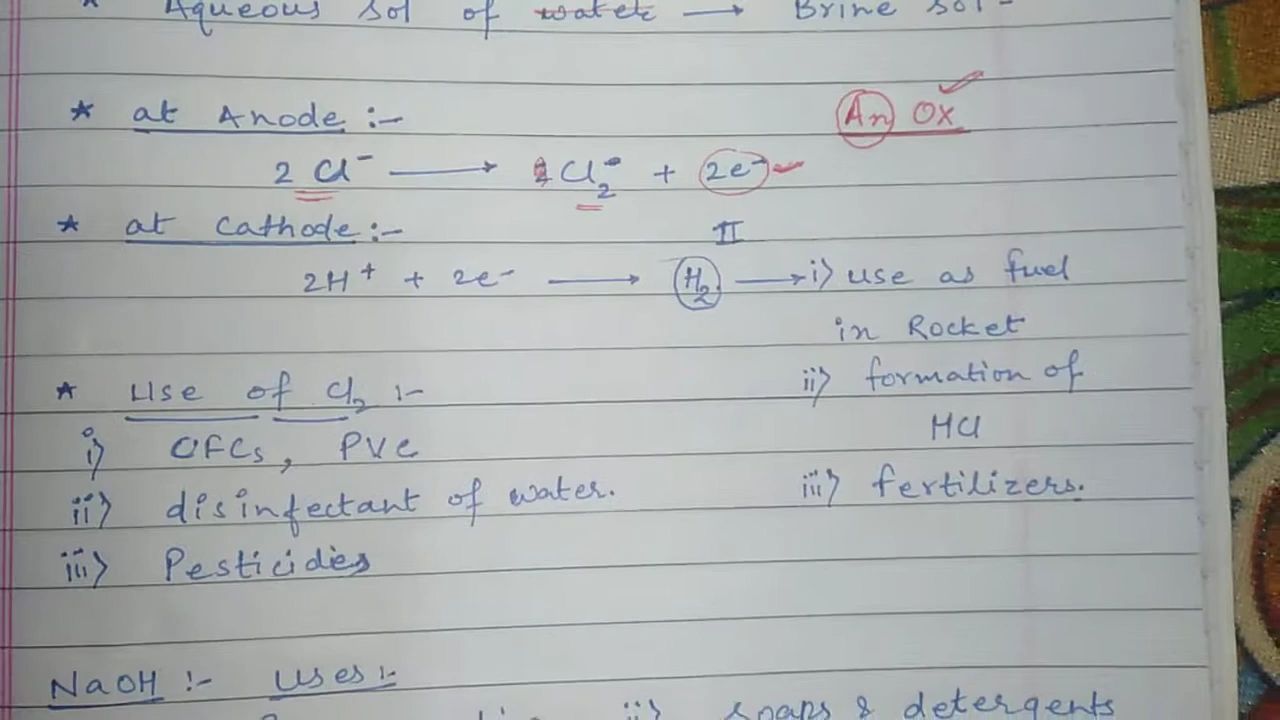 * Aqueous sol of water → Brine sol-
* at Anode :- An Ox
2 Cl⁻ → Cl₂ + 2e⁻
* at cathode :- II
2H⁺ + 2e⁻ → H₂ → i) use as fuel
in Rocket
* Use of Cl₂ :- ii) formation of
HCl
i) CFCs, PVC
ii) disinfectant of water. iii) fertilizers.
iii) Pesticides
NaOH :- Uses :-
ii) soaps & detergents